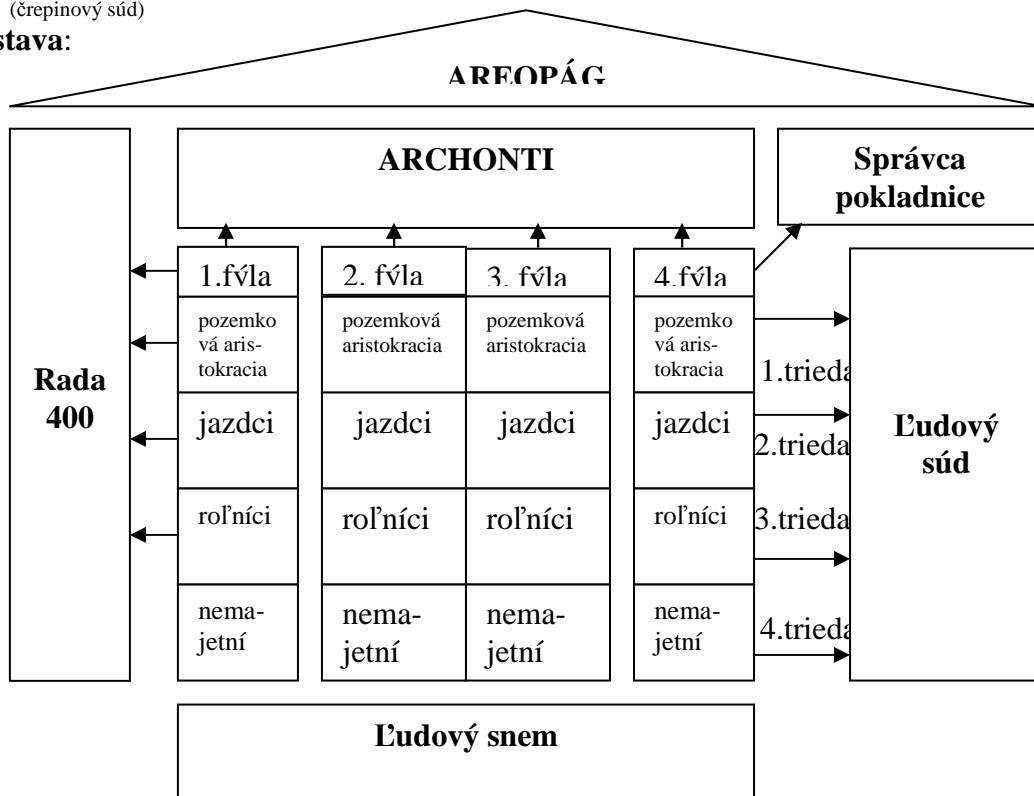 (črepinový súd)
stava:
AREOPÁG
ARCHONTI
Správca
pokladnice
1.fýla
2. fýla
3. fýla
4.fýla
pozemko
vá aris-
tokracia
pozemková
aristokracia
pozemková
aristokracia
pozemko
vá aris-
tokracia
1.trieda
Rada
400
jazdci
jazdci
jazdci
jazdci
2.trieda
Ľudový
súd
roľníci
roľníci
roľníci
roľníci
3.trieda
nema-
jetní
nema-
jetní
nema-
jetní
nema-
jetní
4.trieda
Ľudový snem